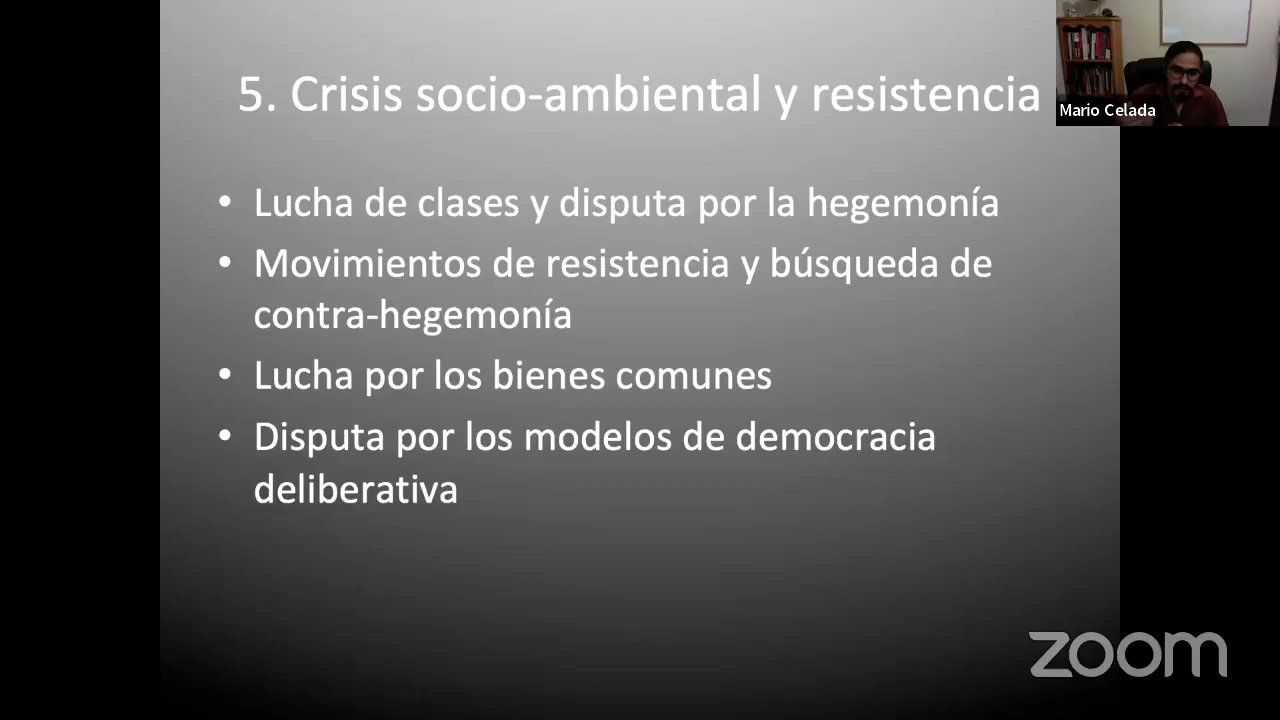 5. Crisis socio-ambiental y resistencia
Mario Celada
• Lucha de clases y disputa por la hegemonía
• Movimientos de resistencia y búsqueda de
contra-hegemonía
• Lucha por los bienes comunes
• Disputa por los modelos de democracia
deliberativa
zoom